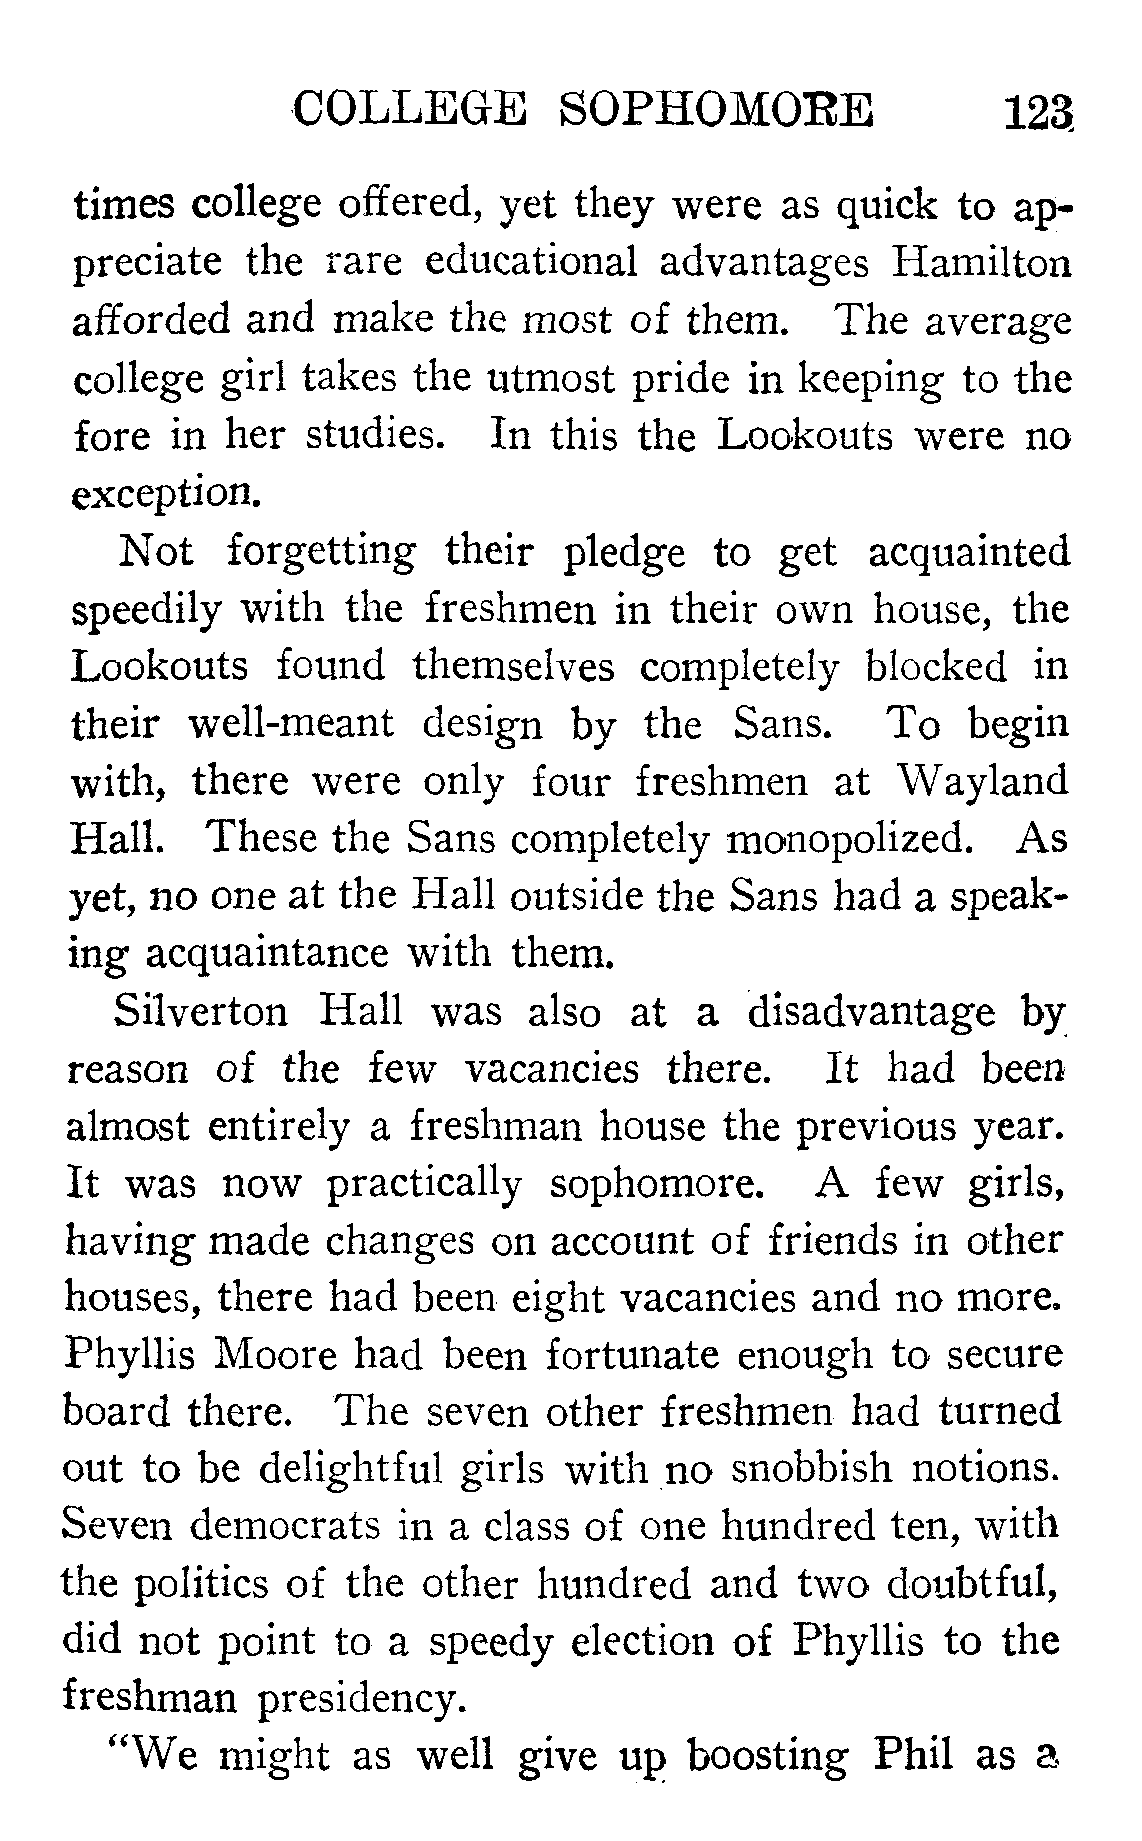 COLLEGE SOPHOMORE 123
times college offered, yet they were as quick to ap-
preciate the rare educational advantages Hamilton
afforded and make the most of them. The average
college girl takes the utmost pride in keeping to the
fore in her studies. In this the Lookouts were no
exception.
Not forgetting their pledge to get acquainted
speedily with the freshmen in their own house, the
Lookouts found themselves completely blocked in
their well-meant design by the Sans. To begin
with, there were only four freshmen at Wayland
Hall. These the Sans completely monopolized. As
yet, no one at the Hall outside the Sans had a speak-
ing acquaintance with them.
Silverton Hall was also at a disadvantage by
reason of the few vacancies there. It had been
almost entirely a freshman house the previous year.
It was now practically sophomore. A few girls,
having made changes on account of friends in other
houses, there had been eight vacancies and no more.
Phyllis Moore had been fortunate enough to secure
board there. The seven other freshmen had turned
out to be delightful girls with no snobbish notions.
Seven democrats in a class of one hundred ten, with
the politics of the other hundred and two doubtful,
did not point to a speedy election of Phyllis to the
freshman presidency.
"We might as well give up boosting Phil as a